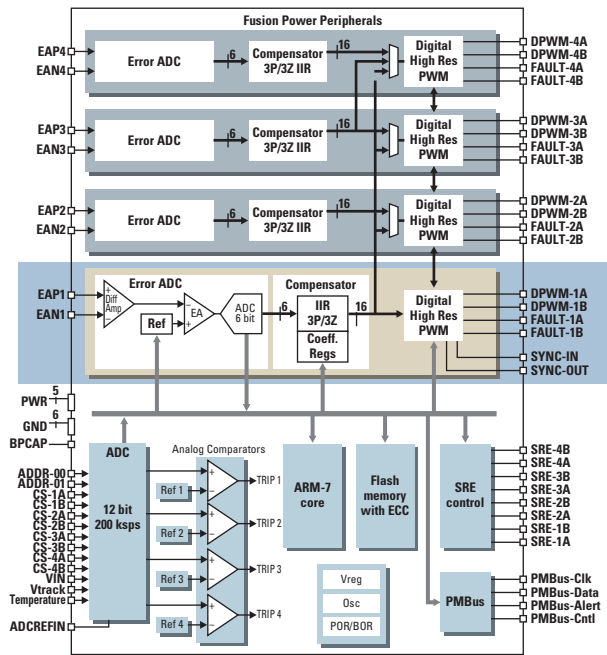 Fusion Power Peripherals
EAP4
EAN4
Error ADC
6
Compensator
3P/3Z IIR
16
Digital
High Res
PWM
DPWM-4A
DPWM-4B
FAULT-4A
FAULT-4B
EAP3
EAN3
Error ADC
6
Compensator
3P/3Z IIR
16
Digital
High Res
PWM
DPWM-3A
DPWM-3B
FAULT-3A
FAULT-3B
EAP2
EAN2
Error ADC
6
Compensator
3P/3Z IIR
16
Digital
High Res
PWM
DPWM-2A
DPWM-2B
FAULT-2A
FAULT-2B
EAP1
EAN1
Error ADC
+
Diff
Amp
−
Ref
−
EA
+
ADC
6 bit
6
Compensator
IIR
3P/3Z
Coeff.
Regs
16
Digital
High Res
PWM
DPWM-1A
DPWM-1B
FAULT-1A
FAULT-1B
SYNC-IN
SYNC-OUT
5
PWR
6
GND
BPCAP
ADDR-00
ADDR-01
CS-1A
CS-1B
CS-2A
CS-2B
CS-3A
CS-3B
CS-4A
CS-4B
VIN
Vtrack
Temperature
ADCREFIN
ADC
12 bit
200 ksps
Analog Comparators
+
Ref 1
−
TRIP 1
+
Ref 2
−
TRIP 2
+
Ref 3
−
TRIP 3
+
Ref 4
−
TRIP 4
ARM-7
core
Flash
memory
with ECC
SRE
control
SRE-4B
SRE-4A
SRE-3B
SRE-3A
SRE-2B
SRE-2A
SRE-1B
SRE-1A
Vreg
Osc
POR/BOR
PMBus
PMBus-Clk
PMBus-Data
PMBus-Alert
PMBus-Cntl